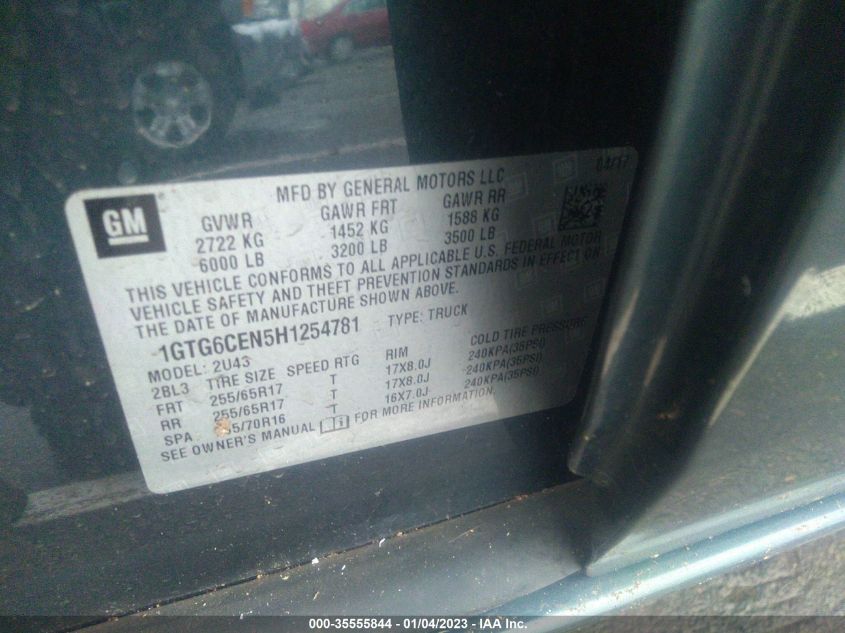 04/17
MFD BY GENERAL MOTORS LLC
GM
GVWR GAWR FRT GAWR RR
2722 KG 1452 KG 1588 KG
6000 LB 3200 LB 3500 LB
THIS VEHICLE CONFORMS TO ALL APPLICABLE U.S. FEDERAL MOTOR
VEHICLE SAFETY AND THEFT PREVENTION STANDARDS IN EFFECT ON
THE DATE OF MANUFACTURE SHOWN ABOVE.
1GTG6CEN5H1254781 TYPE: TRUCK
MODEL: 2U43
2BL3 TIRE SIZE SPEED RTG RIM COLD TIRE PRESSURE
FRT 255/65R17 T 17X8.0J 240KPA(35PSI)
RR 255/65R17 T 17X8.0J 240KPA(35PSI)
SPA 5/70R16 T 16X7.0J 240KPA(35PSI)
SEE OWNER'S MANUAL FOR MORE INFORMATION.
000-35555844 - 01/04/2023 - IAA Inc.